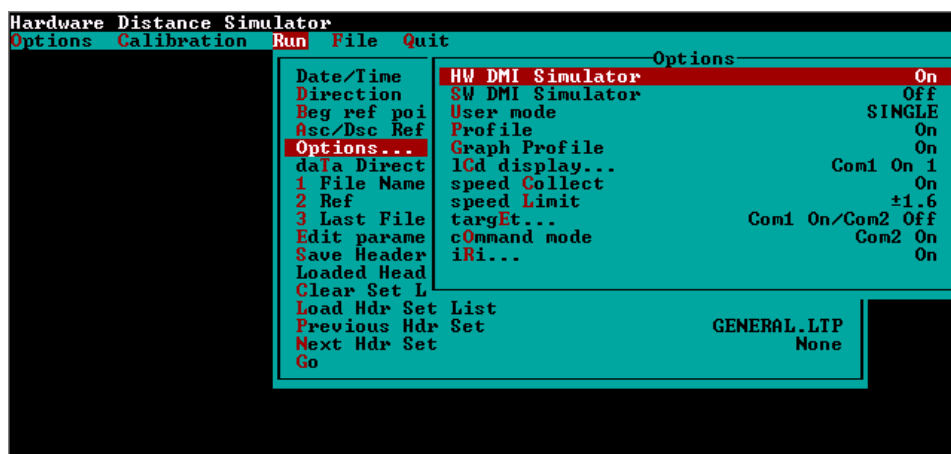 Hardware Distance Simulator
Options Calibration Run File Quit
Options
Date/Time
Direction
Beg ref poi
Asc/Dsc Ref
Options...
daTa Direct
1 File Name
2 Ref
3 Last File
Edit parame
Save Header
Loaded Head
Clear Set L
Load Hdr Set List
Previous Hdr Set GENERAL.LTP
Next Hdr Set None
Go
HW DMI Simulator On
SW DMI Simulator Off
User mode SINGLE
Profile On
Graph Profile On
lCd display... Com1 On 1
speed Collect On
speed Limit ±1.6
targEt... Com1 On/Com2 Off
cOmmand mode Com2 On
iRi... On